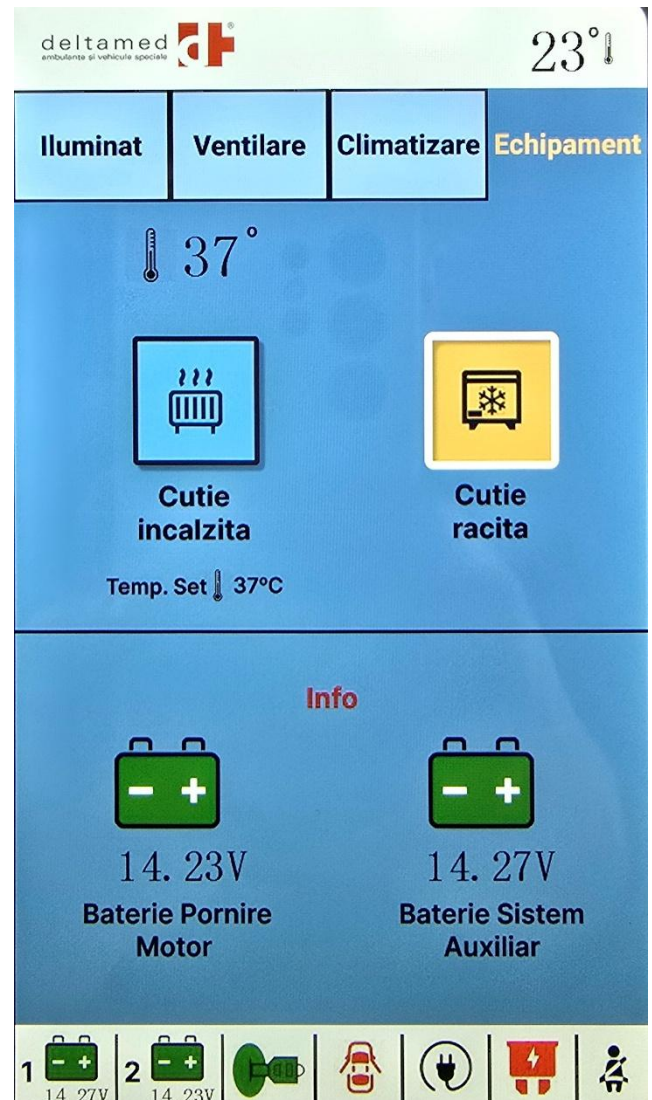 deltamed
ambulanțe și vehicule speciale
23°
Iluminat
Ventilare
Climatizare
Echipament
37°
Cutie
incalzita
Cutie
racita
Temp. Set 37°C
Info
14.23V
14.27V
Baterie Pornire
Motor
Baterie Sistem
Auxiliar
1
14.27V
2
14.23V